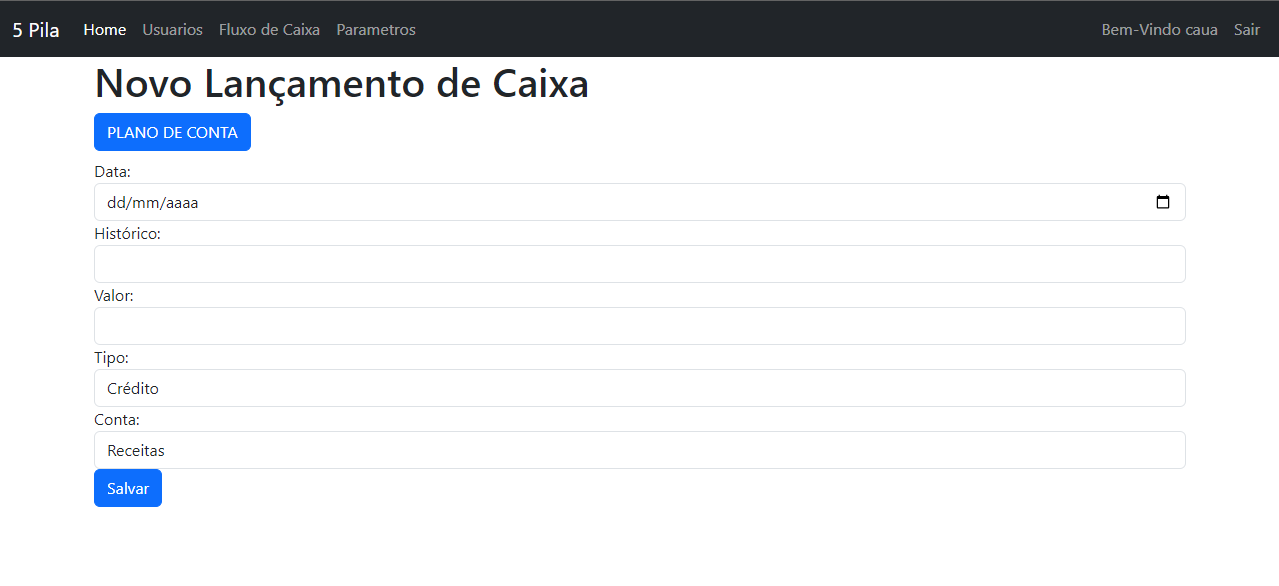 5 Pila Home Usuarios Fluxo de Caixa Parametros Bem-Vindo caua Sair
Novo Lançamento de Caixa
PLANO DE CONTA
Data:
dd/mm/aaaa
Histórico:
Valor:
Tipo:
Crédito
Conta:
Receitas
Salvar